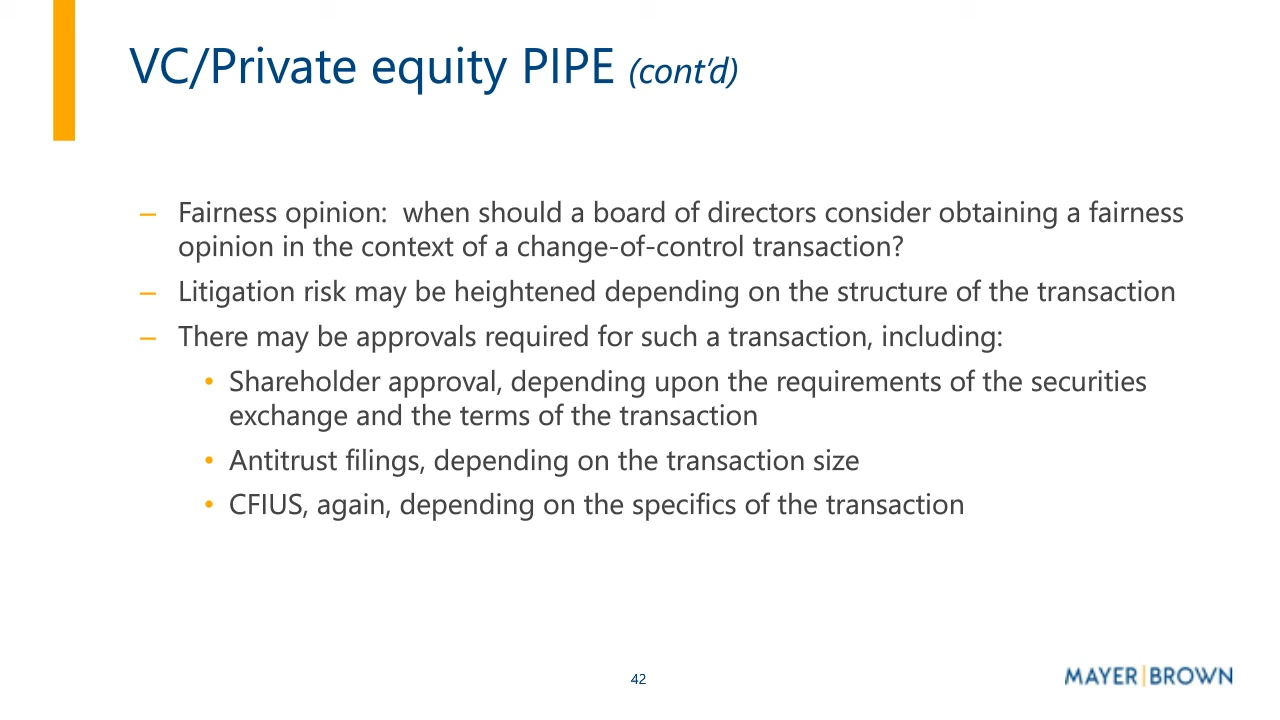 VC/Private equity PIPE (cont’d)
– Fairness opinion:  when should a board of directors consider obtaining a fairness
opinion in the context of a change-of-control transaction?
– Litigation risk may be heightened depending on the structure of the transaction
– There may be approvals required for such a transaction, including:
• Shareholder approval, depending upon the requirements of the securities
exchange and the terms of the transaction
• Antitrust filings, depending on the transaction size
• CFIUS, again, depending on the specifics of the transaction
42
MAYER|BROWN